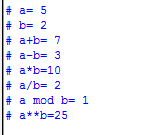 # a= 5
# b= 2
# a+b= 7
# a-b= 3
# a*b=10
# a/b= 2
# a mod b= 1
# a**b=25